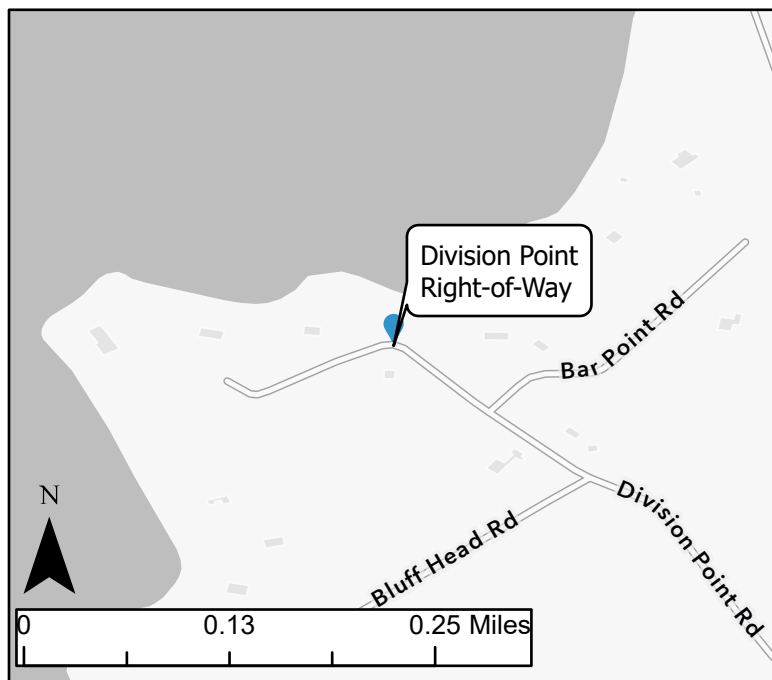 Division Point
Right-of-Way
Bar Point Rd
N
Division Point Rd
Bluff Head Rd
0 0.13 0.25 Miles